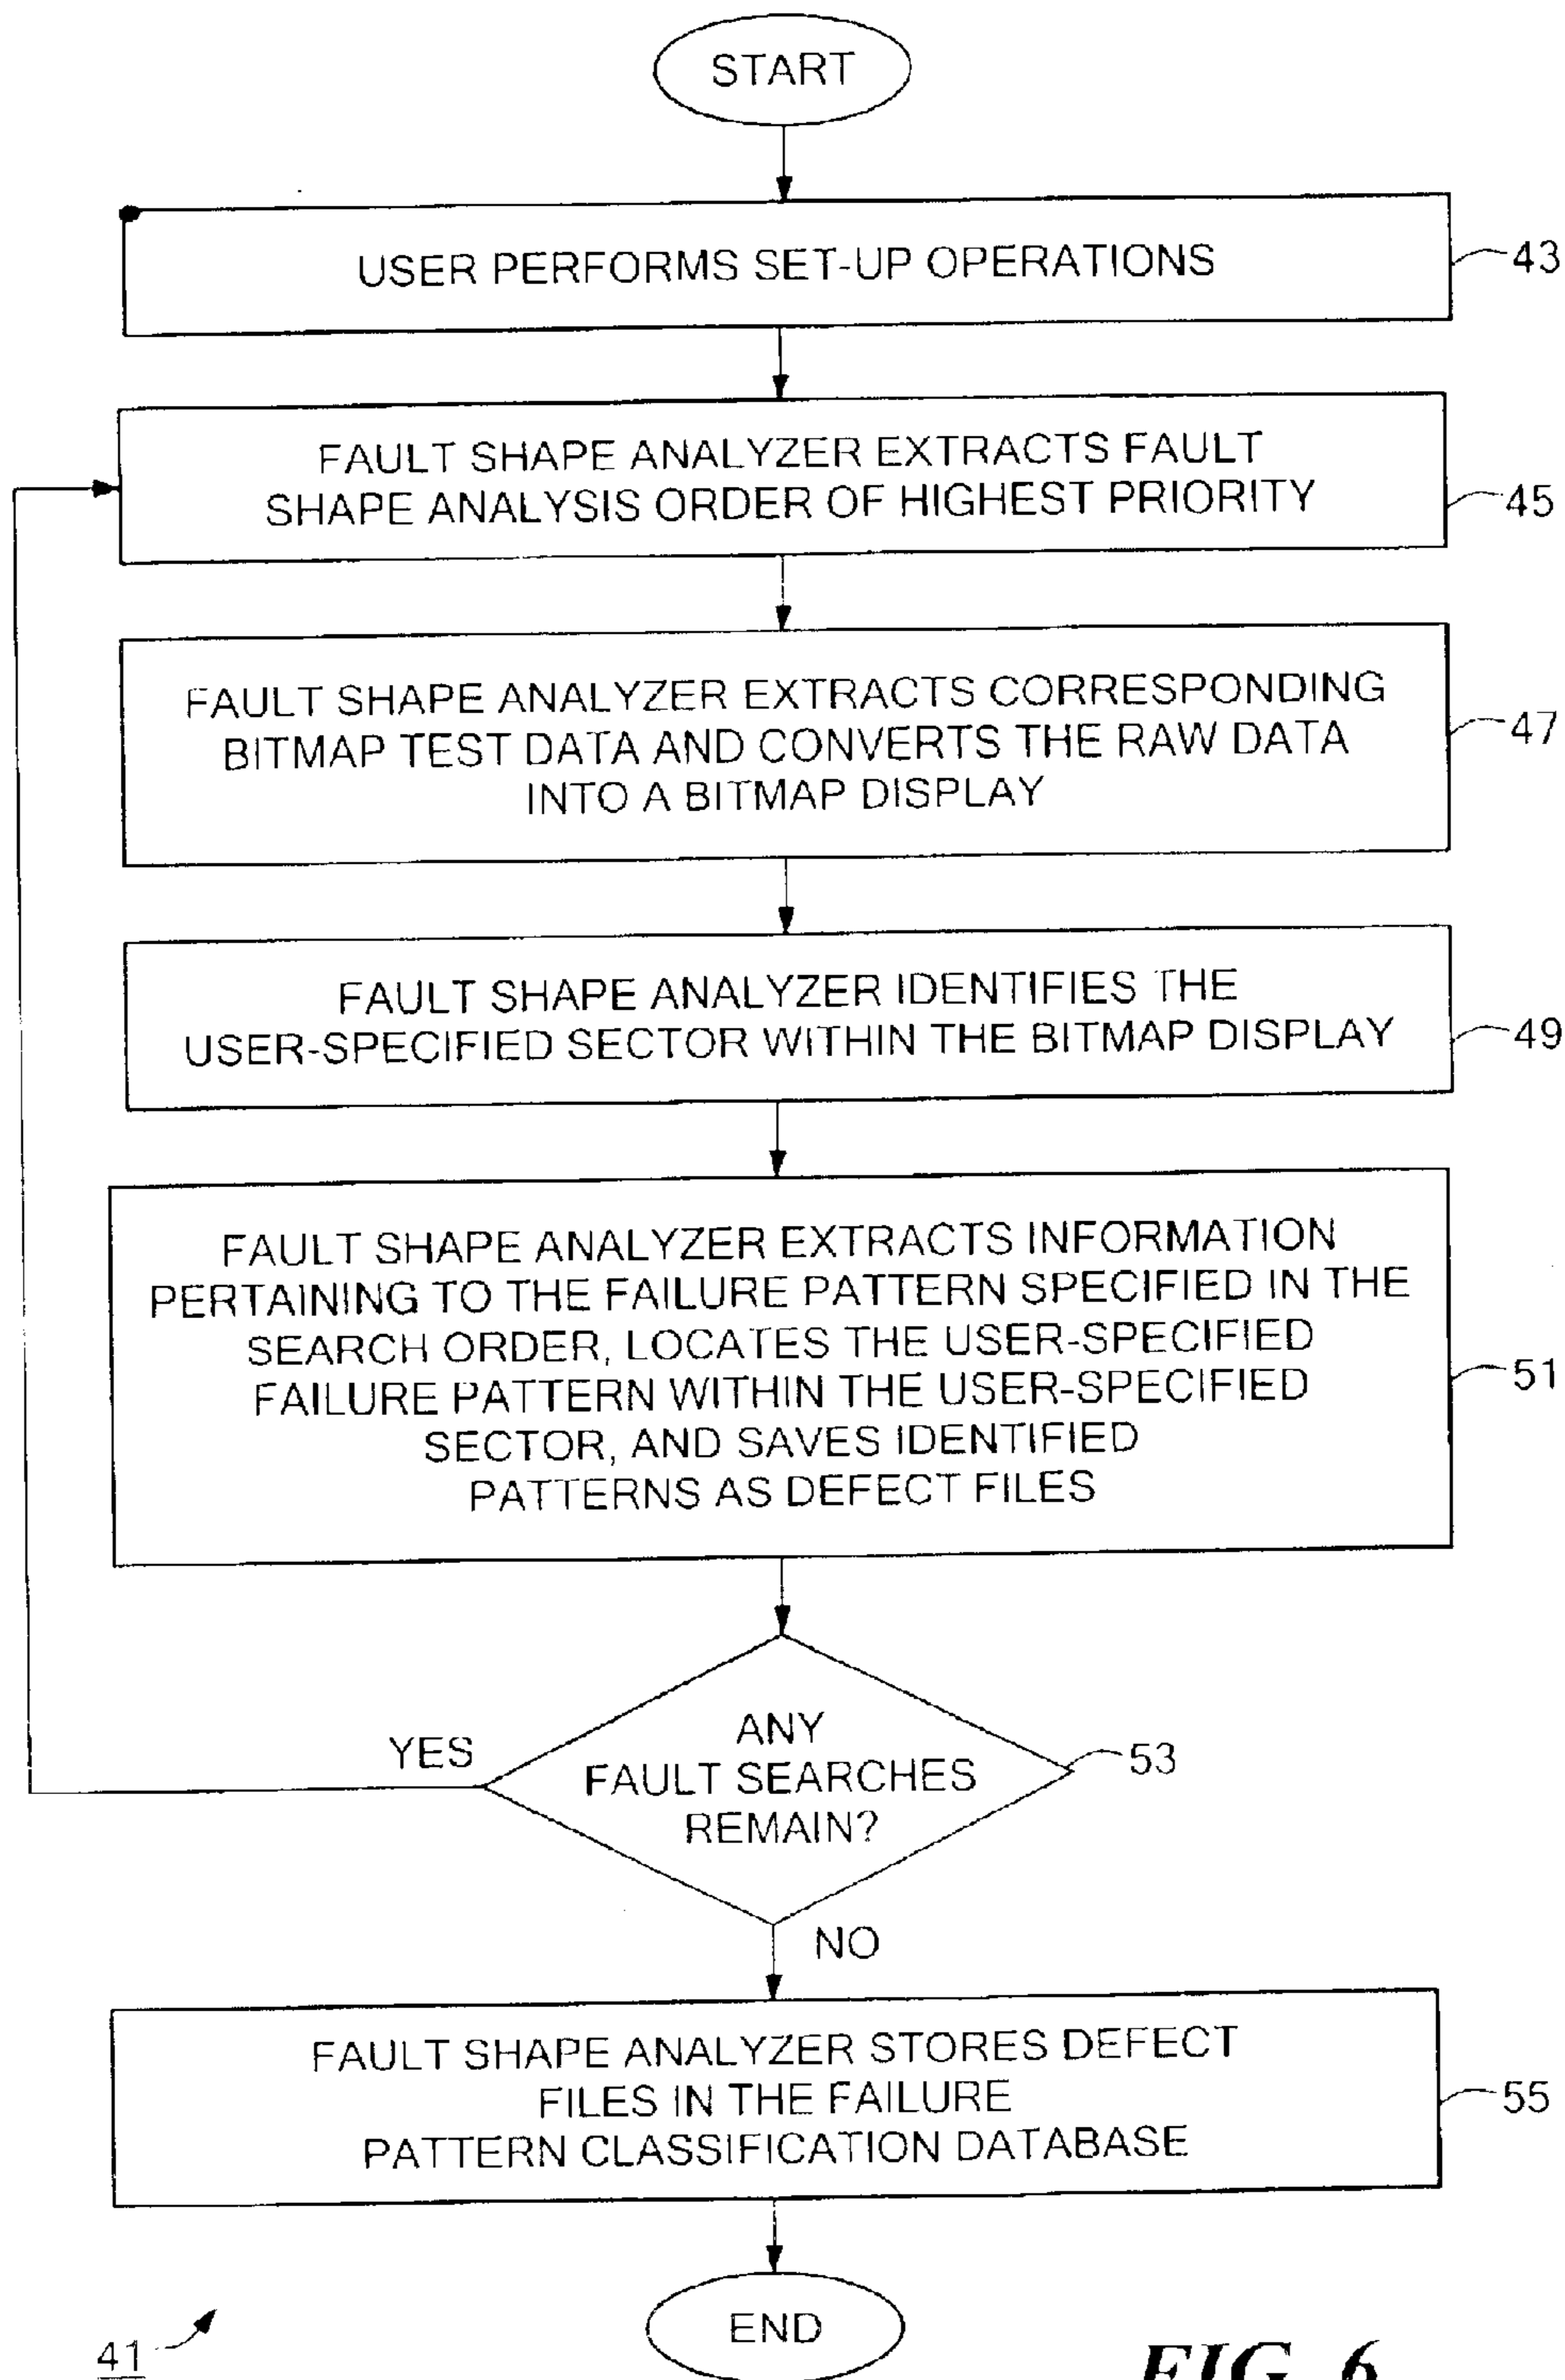 START
USER PERFORMS SET-UP OPERATIONS
43
FAULT SHAPE ANALYZER EXTRACTS FAULT
SHAPE ANALYSIS ORDER OF HIGHEST PRIORITY
45
FAULT SHAPE ANALYZER EXTRACTS CORRESPONDING
BITMAP TEST DATA AND CONVERTS THE RAW DATA
INTO A BITMAP DISPLAY
47
FAULT SHAPE ANALYZER IDENTIFIES THE
USER-SPECIFIED SECTOR WITHIN THE BITMAP DISPLAY
49
FAULT SHAPE ANALYZER EXTRACTS INFORMATION
PERTAINING TO THE FAILURE PATTERN SPECIFIED IN THE
SEARCH ORDER, LOCATES THE USER-SPECIFIED
FAILURE PATTERN WITHIN THE USER-SPECIFIED
SECTOR, AND SAVES IDENTIFIED
PATTERNS AS DEFECT FILES
51
YES
ANY
FAULT SEARCHES
REMAIN?
53
NO
FAULT SHAPE ANALYZER STORES DEFECT
FILES IN THE FAILURE
PATTERN CLASSIFICATION DATABASE
55
END
41
FIG. 6